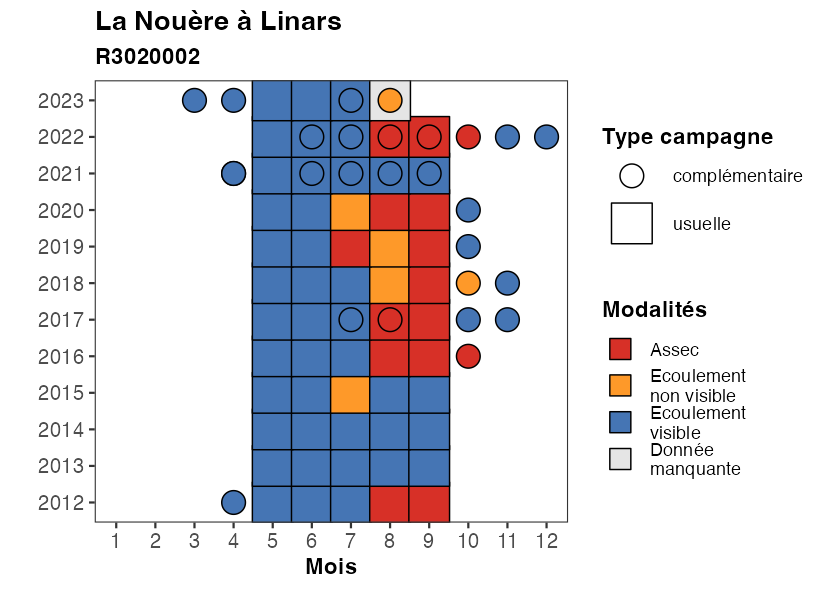 La Nouère à Linars
R3020002
2023
2022
2021
2020
2019
2018
2017
2016
2015
2014
2013
2012
1 2 3 4 5 6 7 8 9 10 11 12
Mois
Type campagne
complémentaire
usuelle
Modalités
Assec
Ecoulement
non visible
Ecoulement
visible
Donnée
manquante